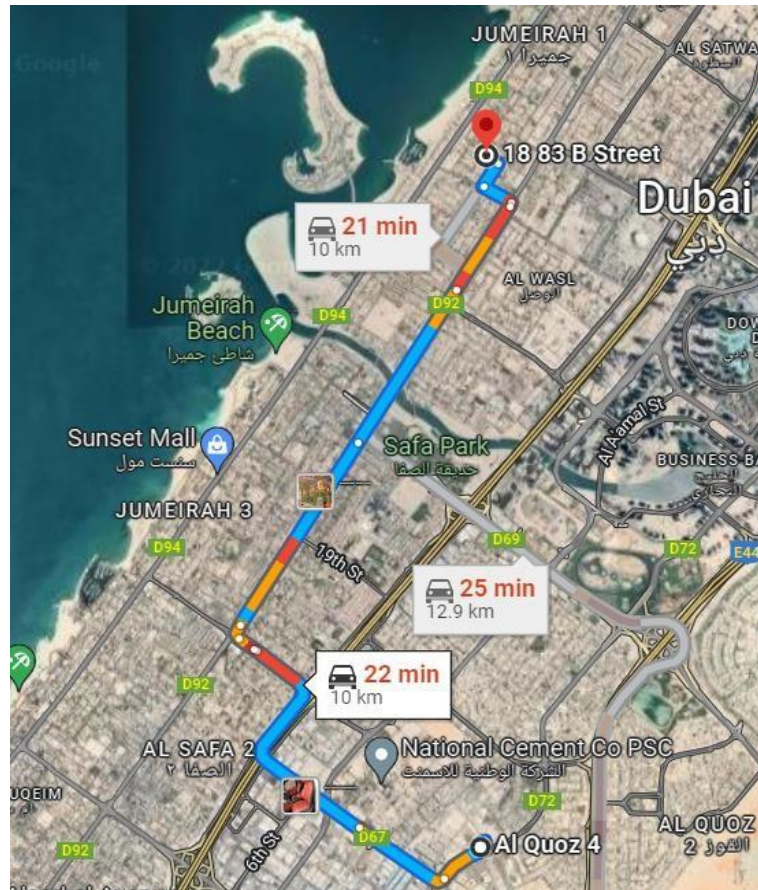 JUMEIRAH 1
جميرا ١
AL SATWA
السطوة
Google
D94
18 83 B Street
Dubai
دبي
21 min
10 km
AL WASL
الوصل
D92
Jumeirah
Beach
شاطئ جميرا
D94
Al A'amal St
Sunset Mall
سنست مول
Safa Park
حديقة الصفا
BUSINESS BA
JUMEIRAH 3
D94
19th St
D69
D72
E44
25 min
12.9 km
22 min
10 km
D92
AL SAFA 2
الصفا ٢
National Cement Co PSC
الشركة الوطنية للاسمنت
UQEIM
D72
6th St
D67
Al Quoz 4
AL QUOZ
القوز 2
D92